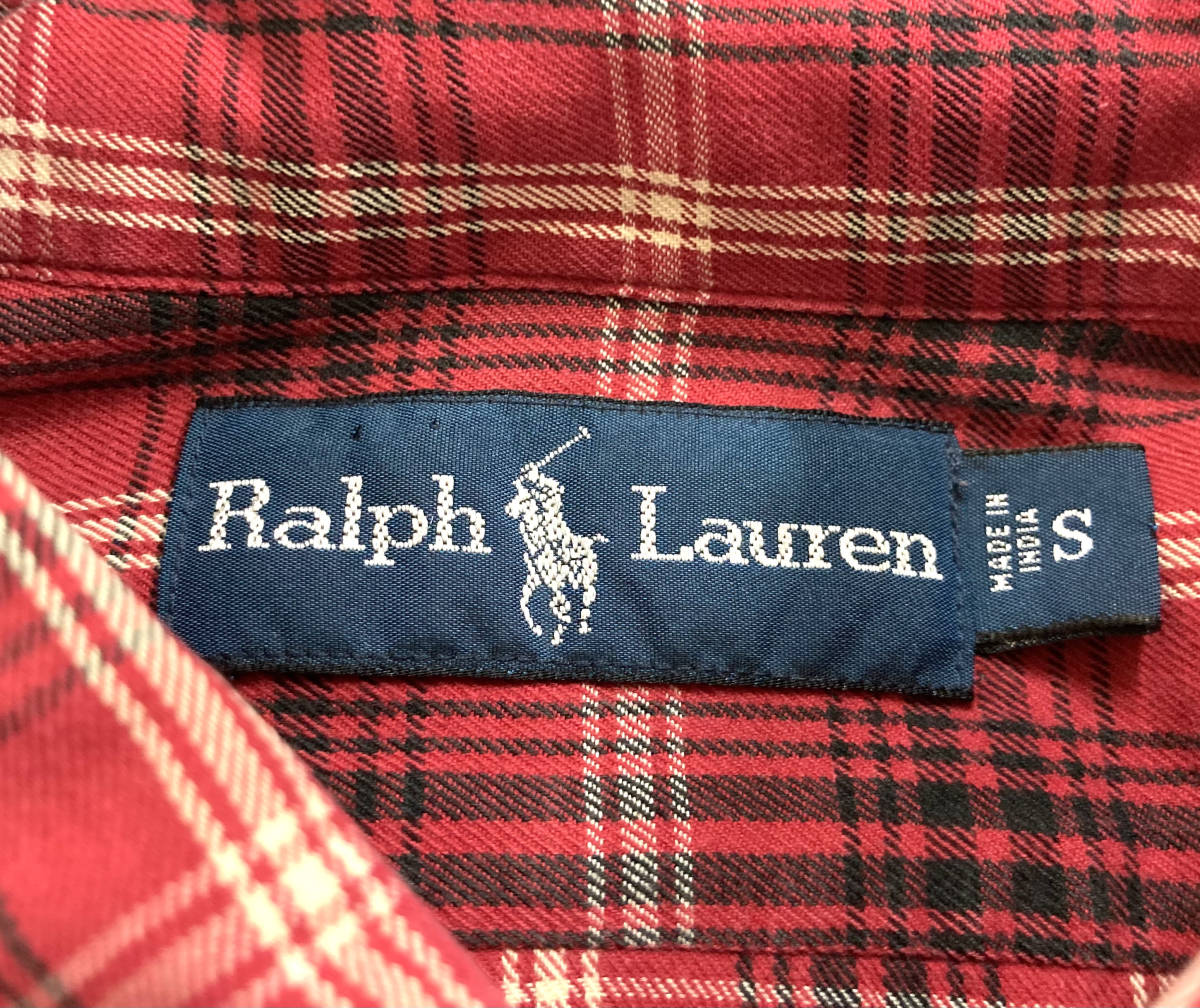 Ralph Lauren
MADE IN
INDIA
S